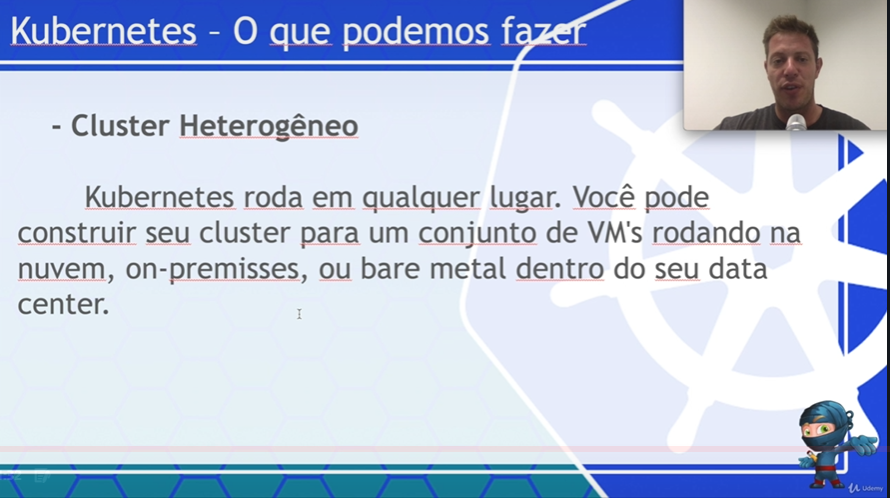 Kubernetes – O que podemos fazer
- Cluster Heterogêneo
Kubernetes roda em qualquer lugar. Você pode
construir seu cluster para um conjunto de VM's rodando na
nuvem, on-premisses, ou bare metal dentro do seu data
center.
Udemy